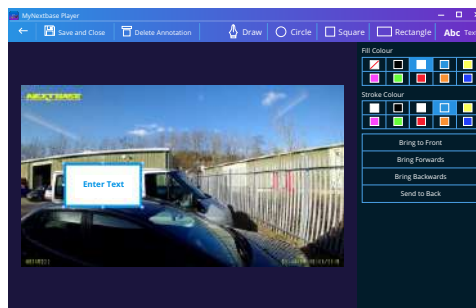 MyNextbase Player
Save and Close
Delete Annotation
Draw
Circle
Square
Rectangle
Abc
Fill Colour
Stroke Colour
Bring to Front
Bring Forwards
Bring Backwards
Send to Back
NEXTBASE
Enter Text